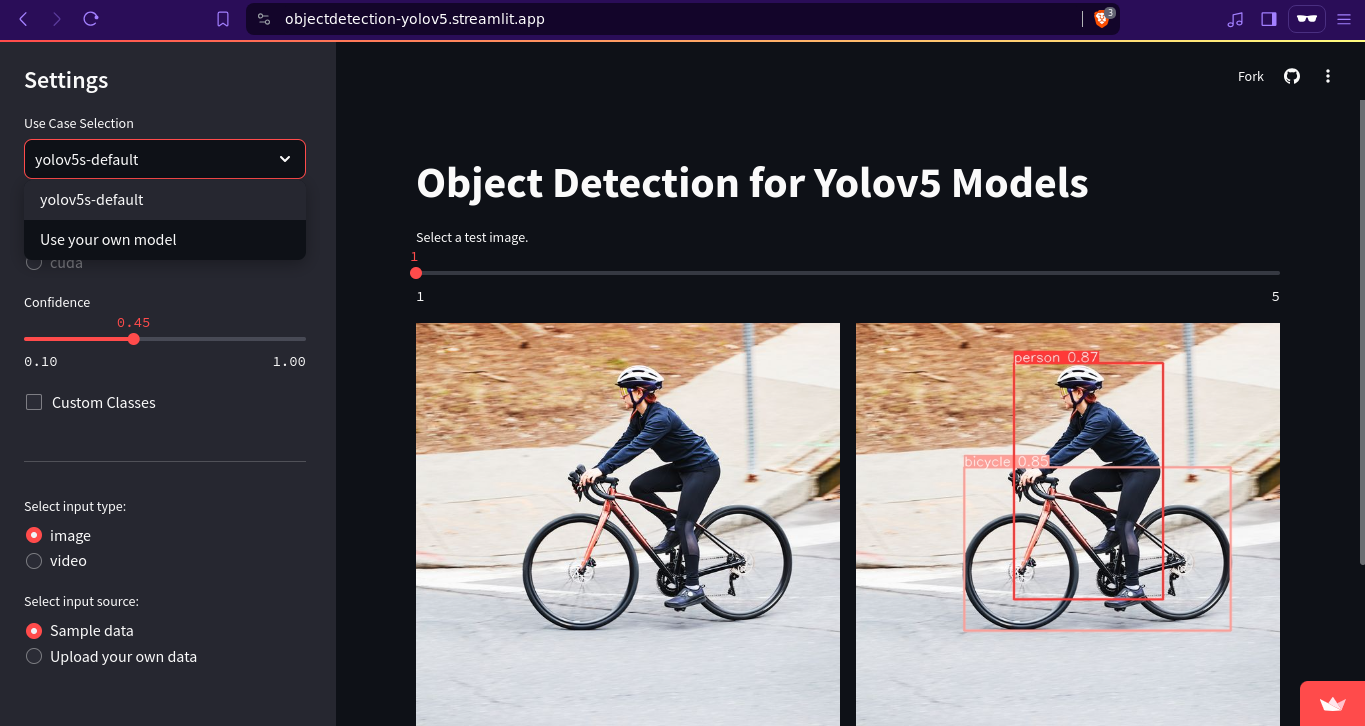 objectdetection-yolov5.streamlit.app
3
Settings
Use Case Selection
yolov5s-default
yolov5s-default
Use your own model
cuda
Confidence
0.45
0.10 1.00
Custom Classes
Select input type:
image
video
Select input source:
Sample data
Upload your own data
Fork
Object Detection for Yolov5 Models
Select a test image.
1
1 5
person 0.87
bicycle 0.85